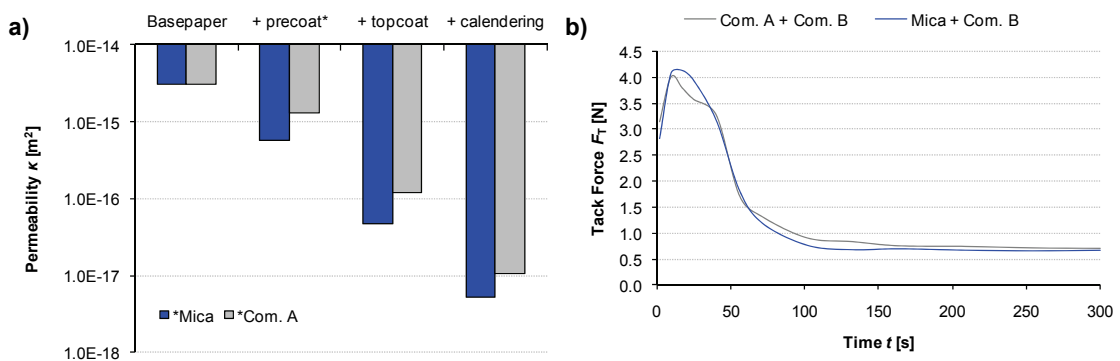 a)
Basepaper + precoat* + topcoat + calendering
1.0E-14
1.0E-15
1.0E-16
1.0E-17
1.0E-18
Permeability κ [m²]
*Mica *Com. A
b)
Com. A + Com. B Mica + Com. B
4.5
4.0
3.5
3.0
2.5
2.0
1.5
1.0
0.5
0.0
Tack Force F_T [N]
0 50 100 150 200 250 300
Time t [s]